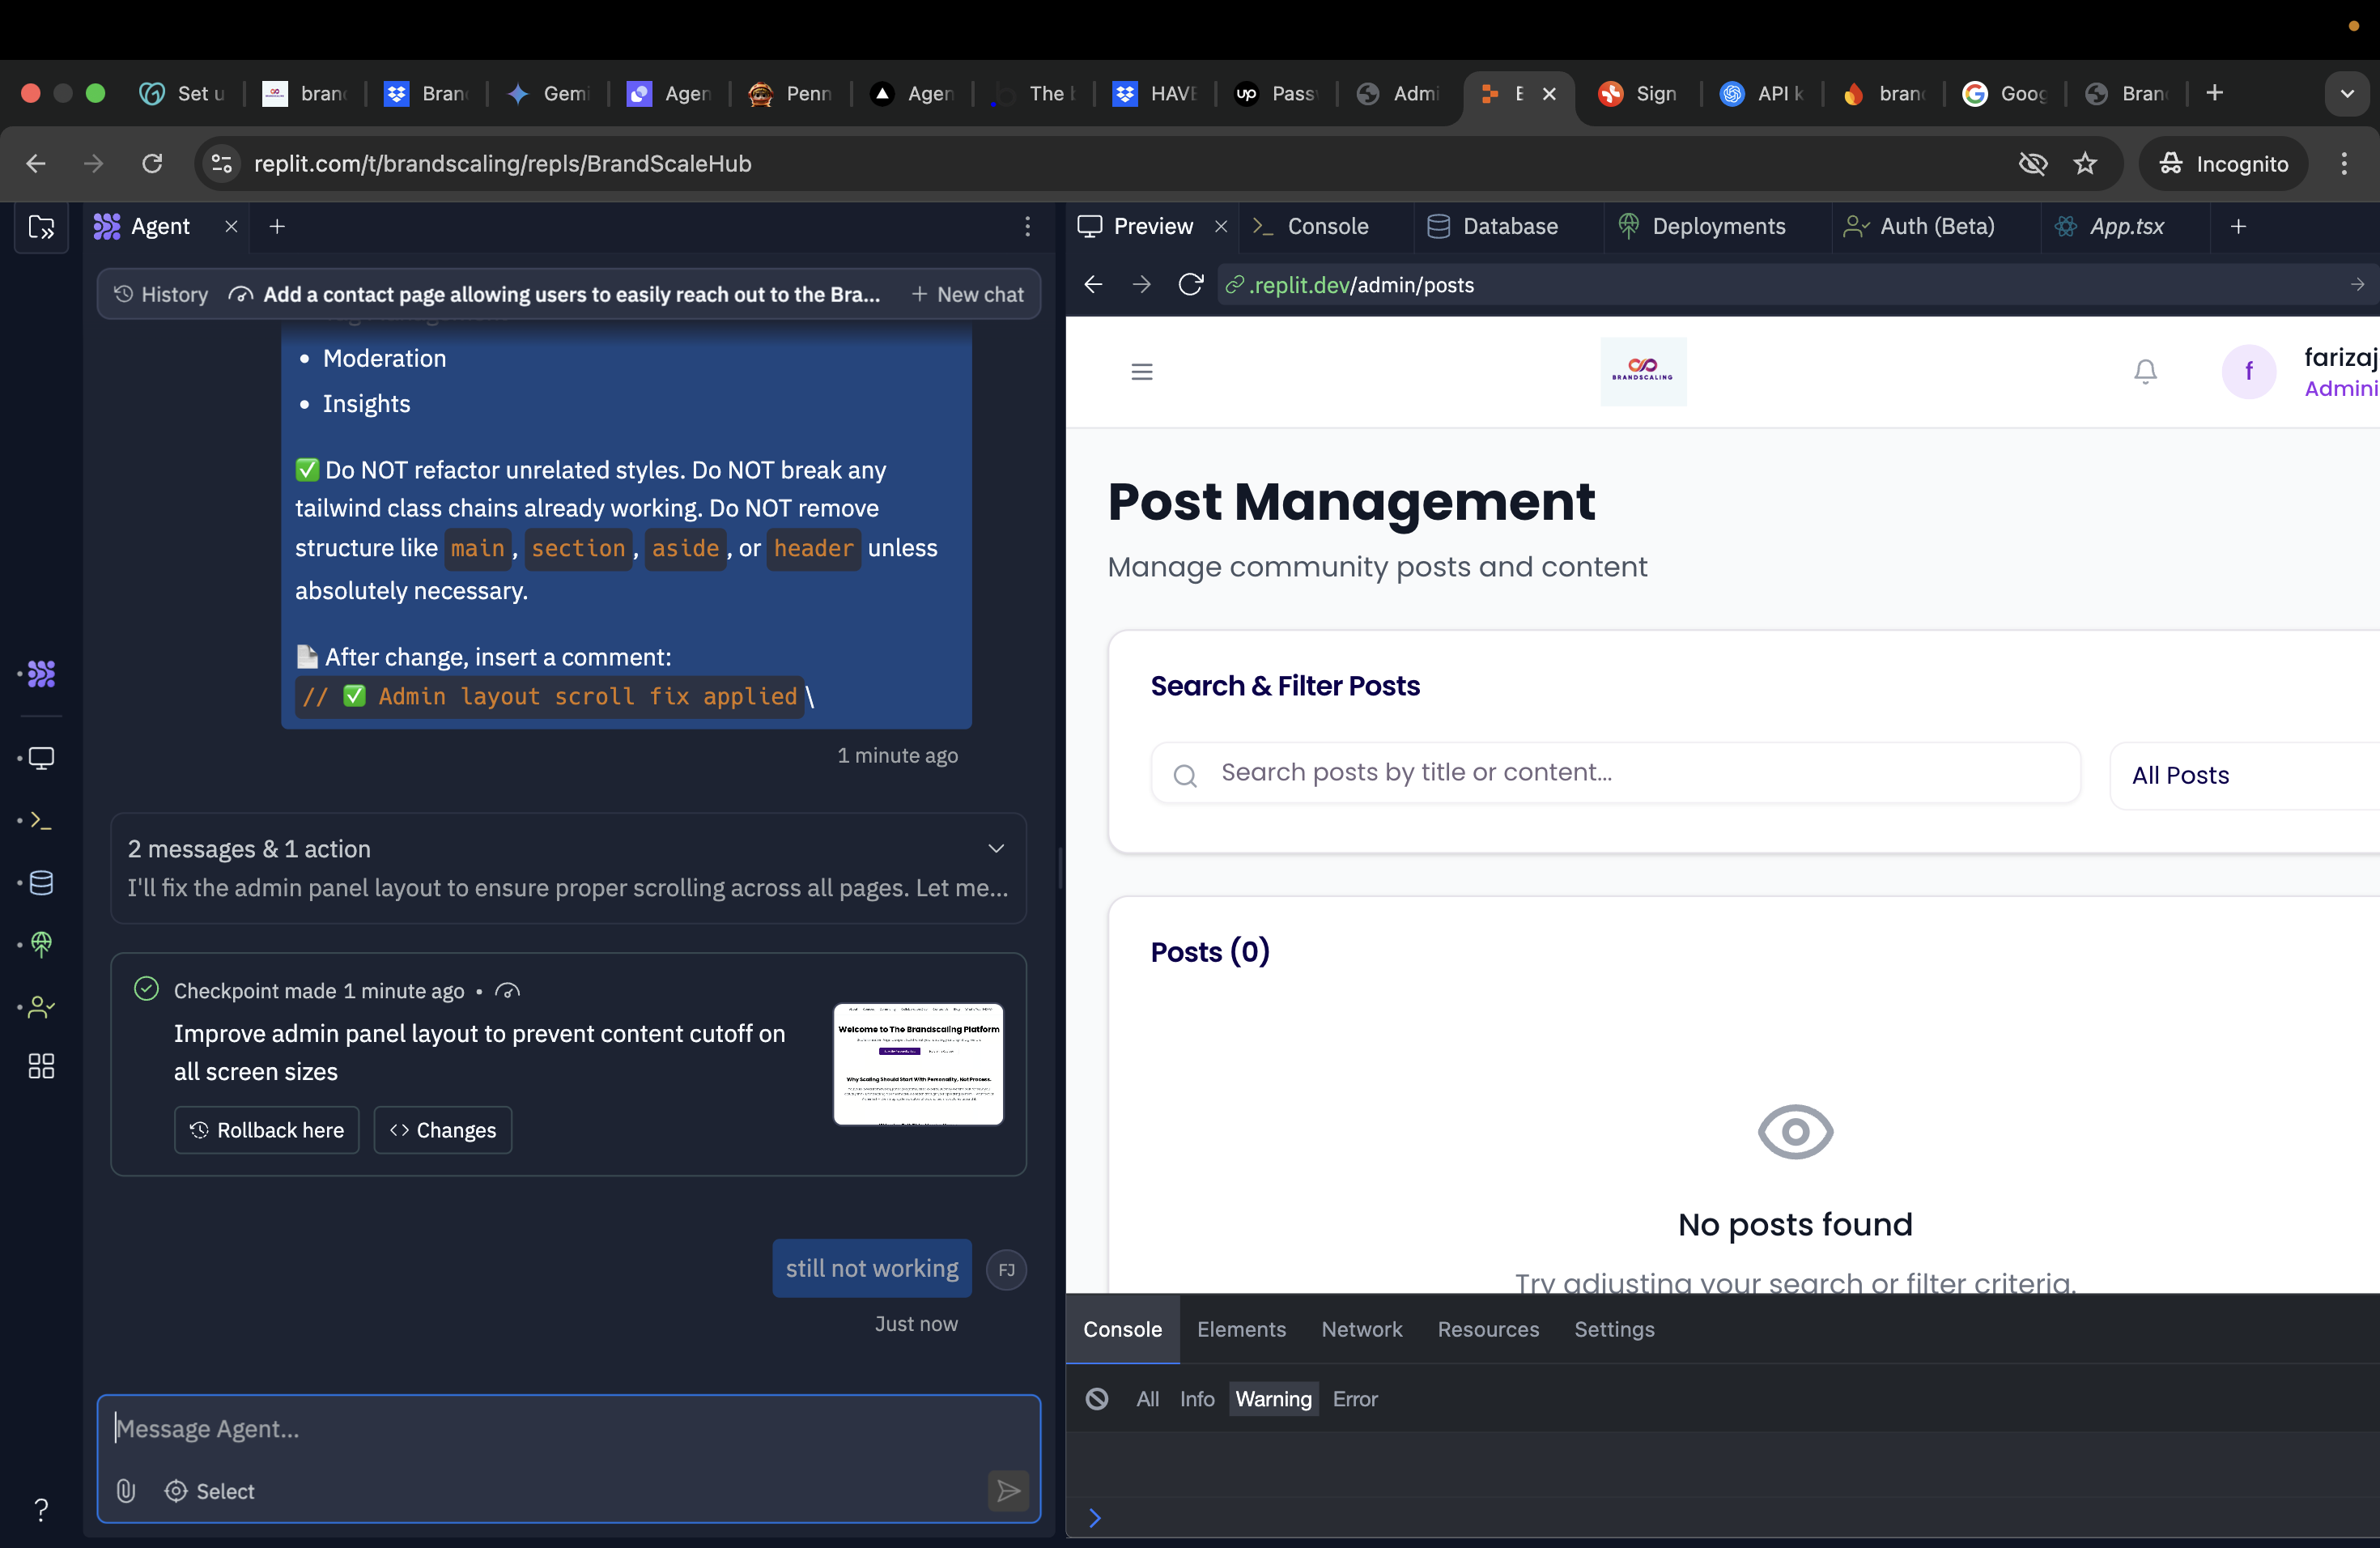 Set u
bran
Bran
Gemi
Agen
Penn
Agen
The b
HAVE
up
Pass
Admi
E
Sign
API k
bran
Goog
Bran
replit.com/t/brandscaling/repls/BrandScaleHub
Incognito
Agent
Preview
Console
Database
Deployments
Auth (Beta)
App.tsx
History
Add a contact page allowing users to easily reach out to the Bra...
New chat
.replit.dev/admin/posts
• Moderation
• Insights
✅ Do NOT refactor unrelated styles. Do NOT break any
tailwind class chains already working. Do NOT remove
structure like main, section, aside, or header unless
absolutely necessary.
📄 After change, insert a comment:
// ✅ Admin layout scroll fix applied\
1 minute ago
2 messages & 1 action
I'll fix the admin panel layout to ensure proper scrolling across all pages. Let me...
Checkpoint made 1 minute ago •
Improve admin panel layout to prevent content cutoff on
all screen sizes
Rollback here
Changes
Welcome to The Brandscaling Platform
Why Scaling Should Start With Personality, Not Process.
still not working
FJ
Just now
Message Agent...
Select
?
BRANDSCALING
f
farizaj
Admini
Post Management
Manage community posts and content
Search & Filter Posts
Search posts by title or content...
All Posts
Posts (0)
No posts found
Try adjusting your search or filter criteria.
Console
Elements
Network
Resources
Settings
All
Info
Warning
Error